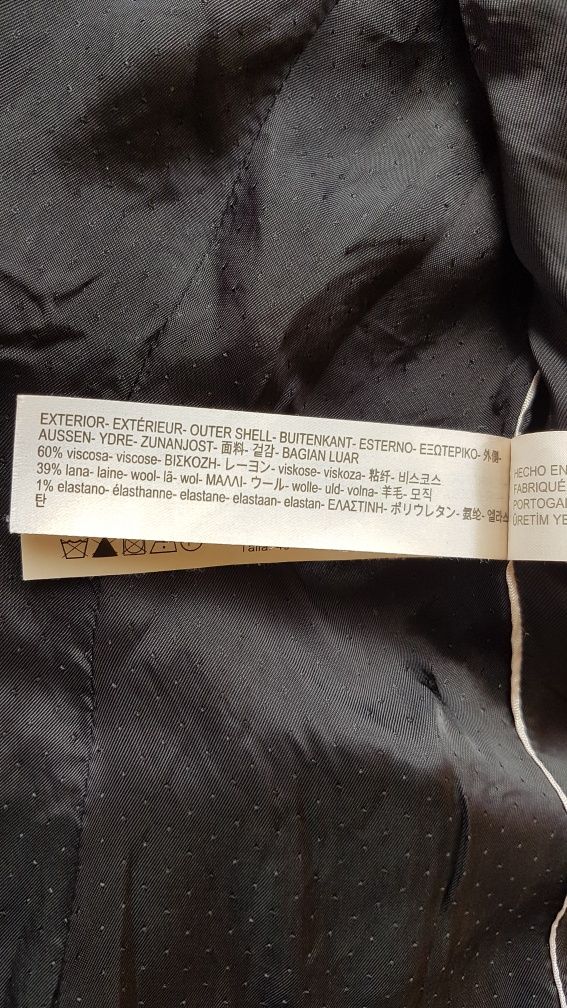 EXTERIOR- EXTÉRIEUR- OUTER SHELL- BUITENKANT- ESTERNO- ΕΞΩΤΕΡΙΚΟ- 外側-
AUSSEN- YDRE- ZUNANJOST- 面料- 겉감- BAGIAN LUAR
60% viscosa- viscose- ΒΙΣΚΟΖΗ- レーヨン- viskose- viskoza- 粘纤- 비스코스
39% lana- laine- wool- lã- wol- ΜΑΛΛΙ- ウール- wolle- uld- volna- 羊毛- 모직
1% elastano- élasthanne- elastane- elastaan- elastan- ΕΛΑΣΤΙΝΗ- ポリウレタン- 氨纶- 엘라스
탄
HECHO EN
FABRIQUÉ
PORTOGAL
ÜRETİM YE
Talla: